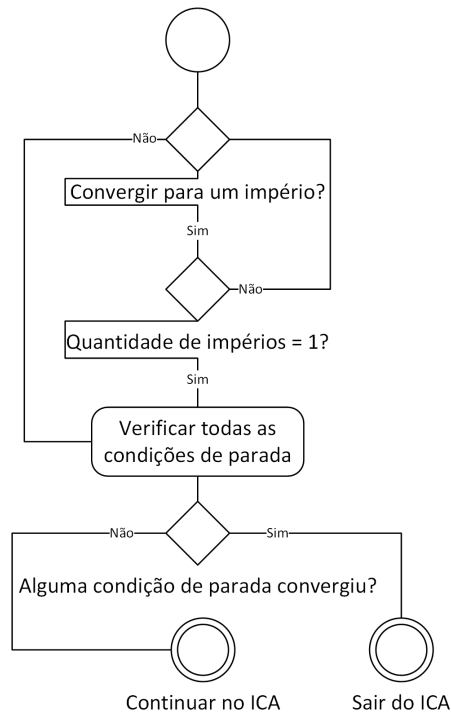 Não
Convergir para um império?
Sim
Não
Quantidade de impérios = 1?
Sim
Verificar todas as
condições de parada
Não
Sim
Alguma condição de parada convergiu?
Continuar no ICA
Sair do ICA